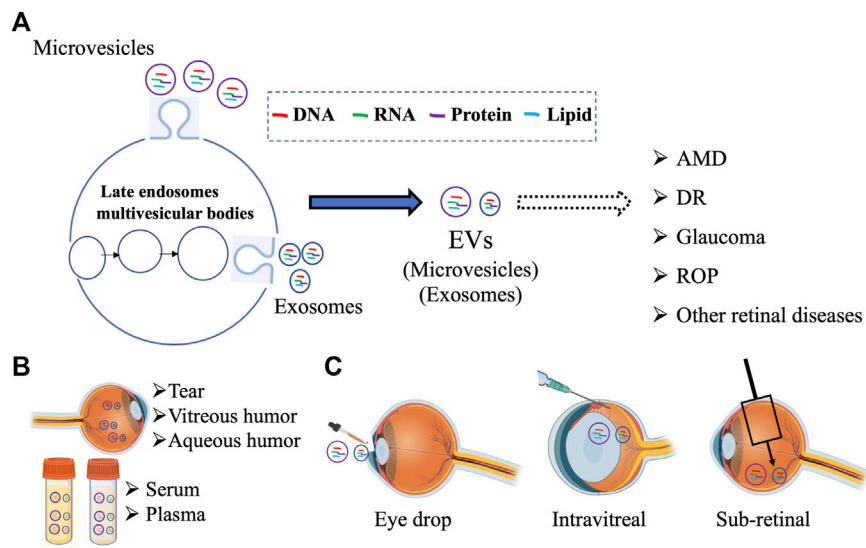 A
Microvesicles
DNA RNA Protein Lipid
Late endosomes
multivesicular bodies
Exosomes
EVs
(Microvesicles)
(Exosomes)
➢ AMD
➢ DR
➢ Glaucoma
➢ ROP
➢ Other retinal diseases
B
➢ Tear
➢ Vitreous humor
➢ Aqueous humor
➢ Serum
➢ Plasma
C
Eye drop
Intravitreal
Sub-retinal